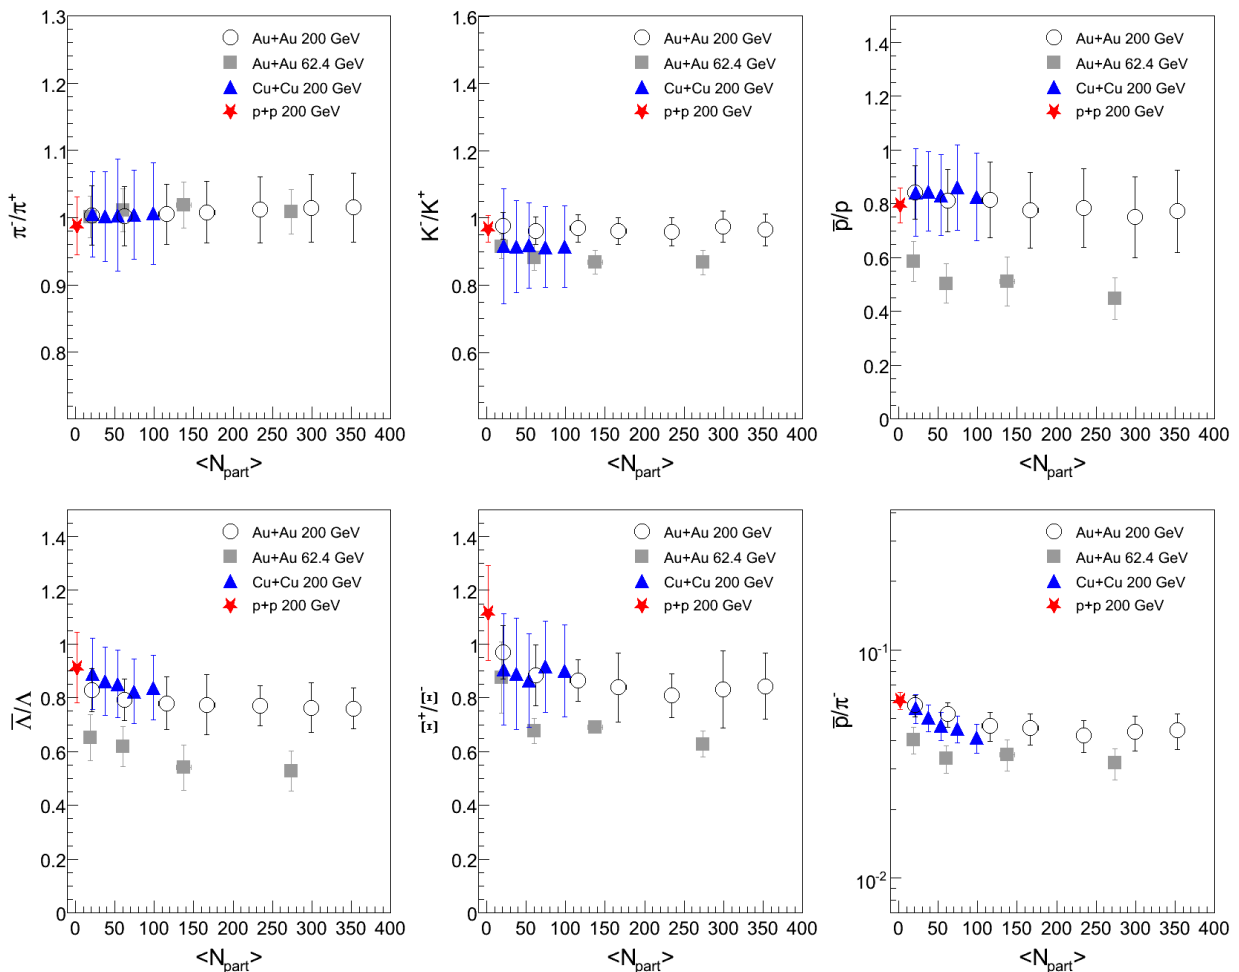 π⁻/π⁺
1.3
1.2
1.1
1
0.9
0.8
Au+Au 200 GeV
Au+Au 62.4 GeV
Cu+Cu 200 GeV
p+p 200 GeV
0 50 100 150 200 250 300 350 400
<N_part>
K⁻/K⁺
1.6
1.4
1.2
1
0.8
0.6
Au+Au 200 GeV
Au+Au 62.4 GeV
Cu+Cu 200 GeV
p+p 200 GeV
0 50 100 150 200 250 300 350 400
<N_part>
p̅/p
1.4
1.2
1
0.8
0.6
0.4
0.2
0
Au+Au 200 GeV
Au+Au 62.4 GeV
Cu+Cu 200 GeV
p+p 200 GeV
0 50 100 150 200 250 300 350 400
<N_part>
Λ̅/Λ
1.4
1.2
1
0.8
0.6
0.4
0.2
0
Au+Au 200 GeV
Au+Au 62.4 GeV
Cu+Cu 200 GeV
p+p 200 GeV
0 50 100 150 200 250 300 350 400
<N_part>
Ξ⁺/Ξ⁻
1.4
1.2
1
0.8
0.6
0.4
0.2
0
Au+Au 200 GeV
Au+Au 62.4 GeV
Cu+Cu 200 GeV
p+p 200 GeV
0 50 100 150 200 250 300 350 400
<N_part>
p̅/π⁻
10⁻¹
10⁻²
Au+Au 200 GeV
Au+Au 62.4 GeV
Cu+Cu 200 GeV
p+p 200 GeV
0 50 100 150 200 250 300 350 400
<N_part>